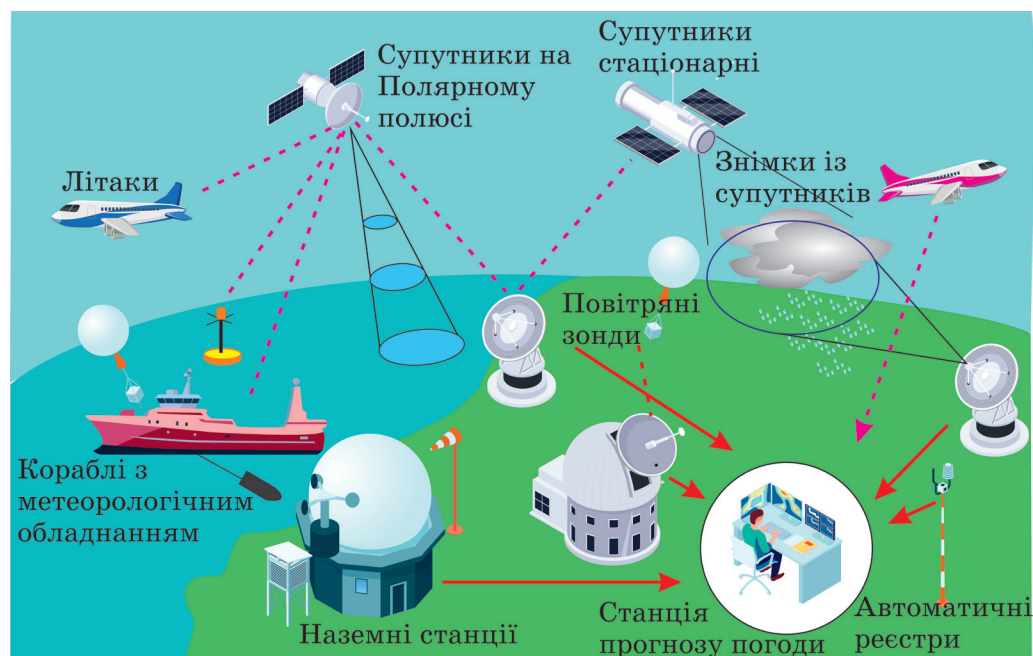 Супутники на
Полярному
полюсі
Супутники
стаціонарні
Літаки
Знімки із
супутників
Повітряні
зонди
Кораблі з
метеорологічним
обладнанням
Наземні станції
Станція
прогнозу погоди
Автоматичні
реєстри